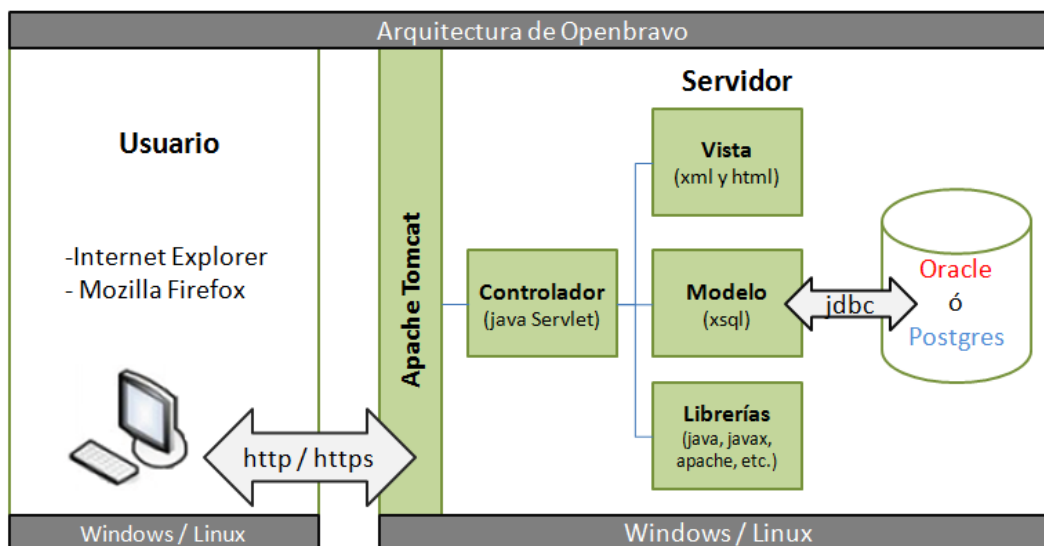 Arquitectura de Openbravo
Usuario
-Internet Explorer
- Mozilla Firefox
http / https
Windows / Linux
Apache Tomcat
Servidor
Controlador
(java Servlet)
Vista
(xml y html)
Modelo
(xsql)
Librerías
(java, javax,
apache, etc.)
jdbc
Oracle
ó
Postgres
Windows / Linux